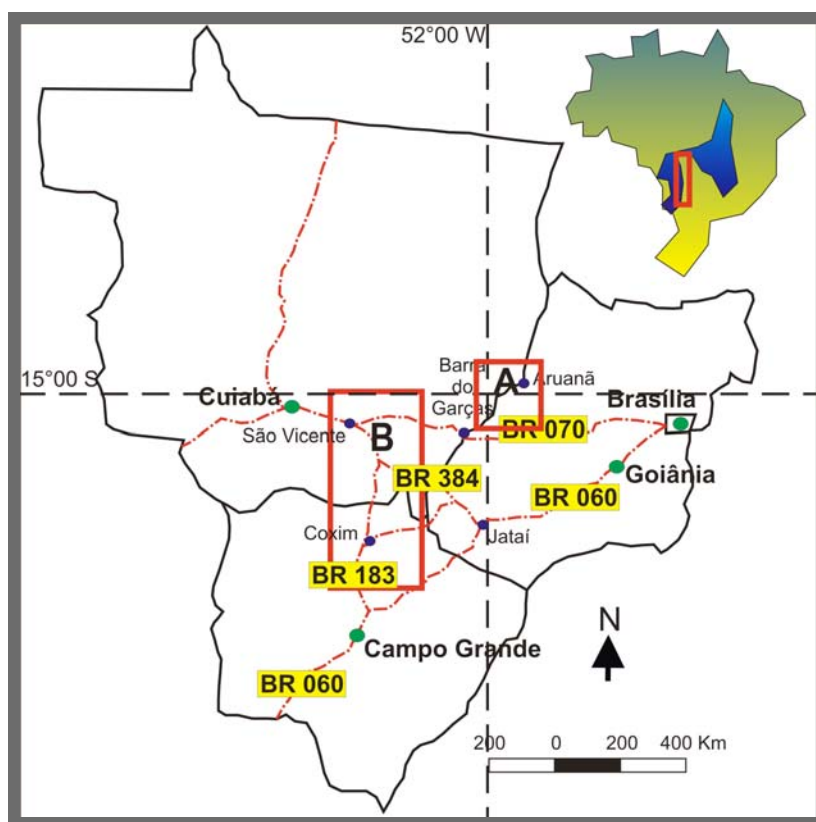 52°00 W
15°00 S
Barra
do
Garças
A
Aruanã
Cuiabá
Brasília
São Vicente
B
BR 070
BR 384
Goiânia
BR 060
Coxim
Jataí
BR 183
N
Campo Grande
BR 060
200 0 200 400 Km